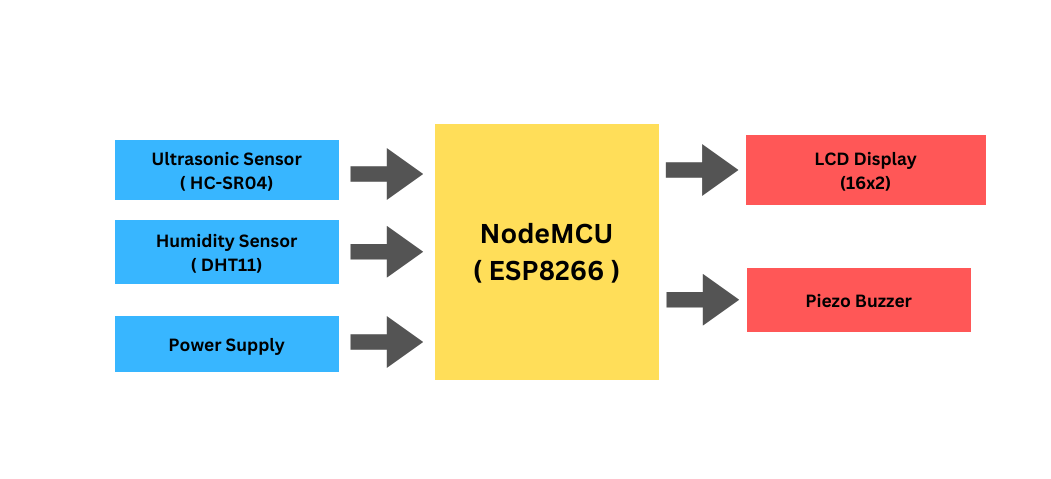 Ultrasonic Sensor
( HC-SR04)
Humidity Sensor
( DHT11)
Power Supply
NodeMCU
( ESP8266 )
LCD Display
(16x2)
Piezo Buzzer